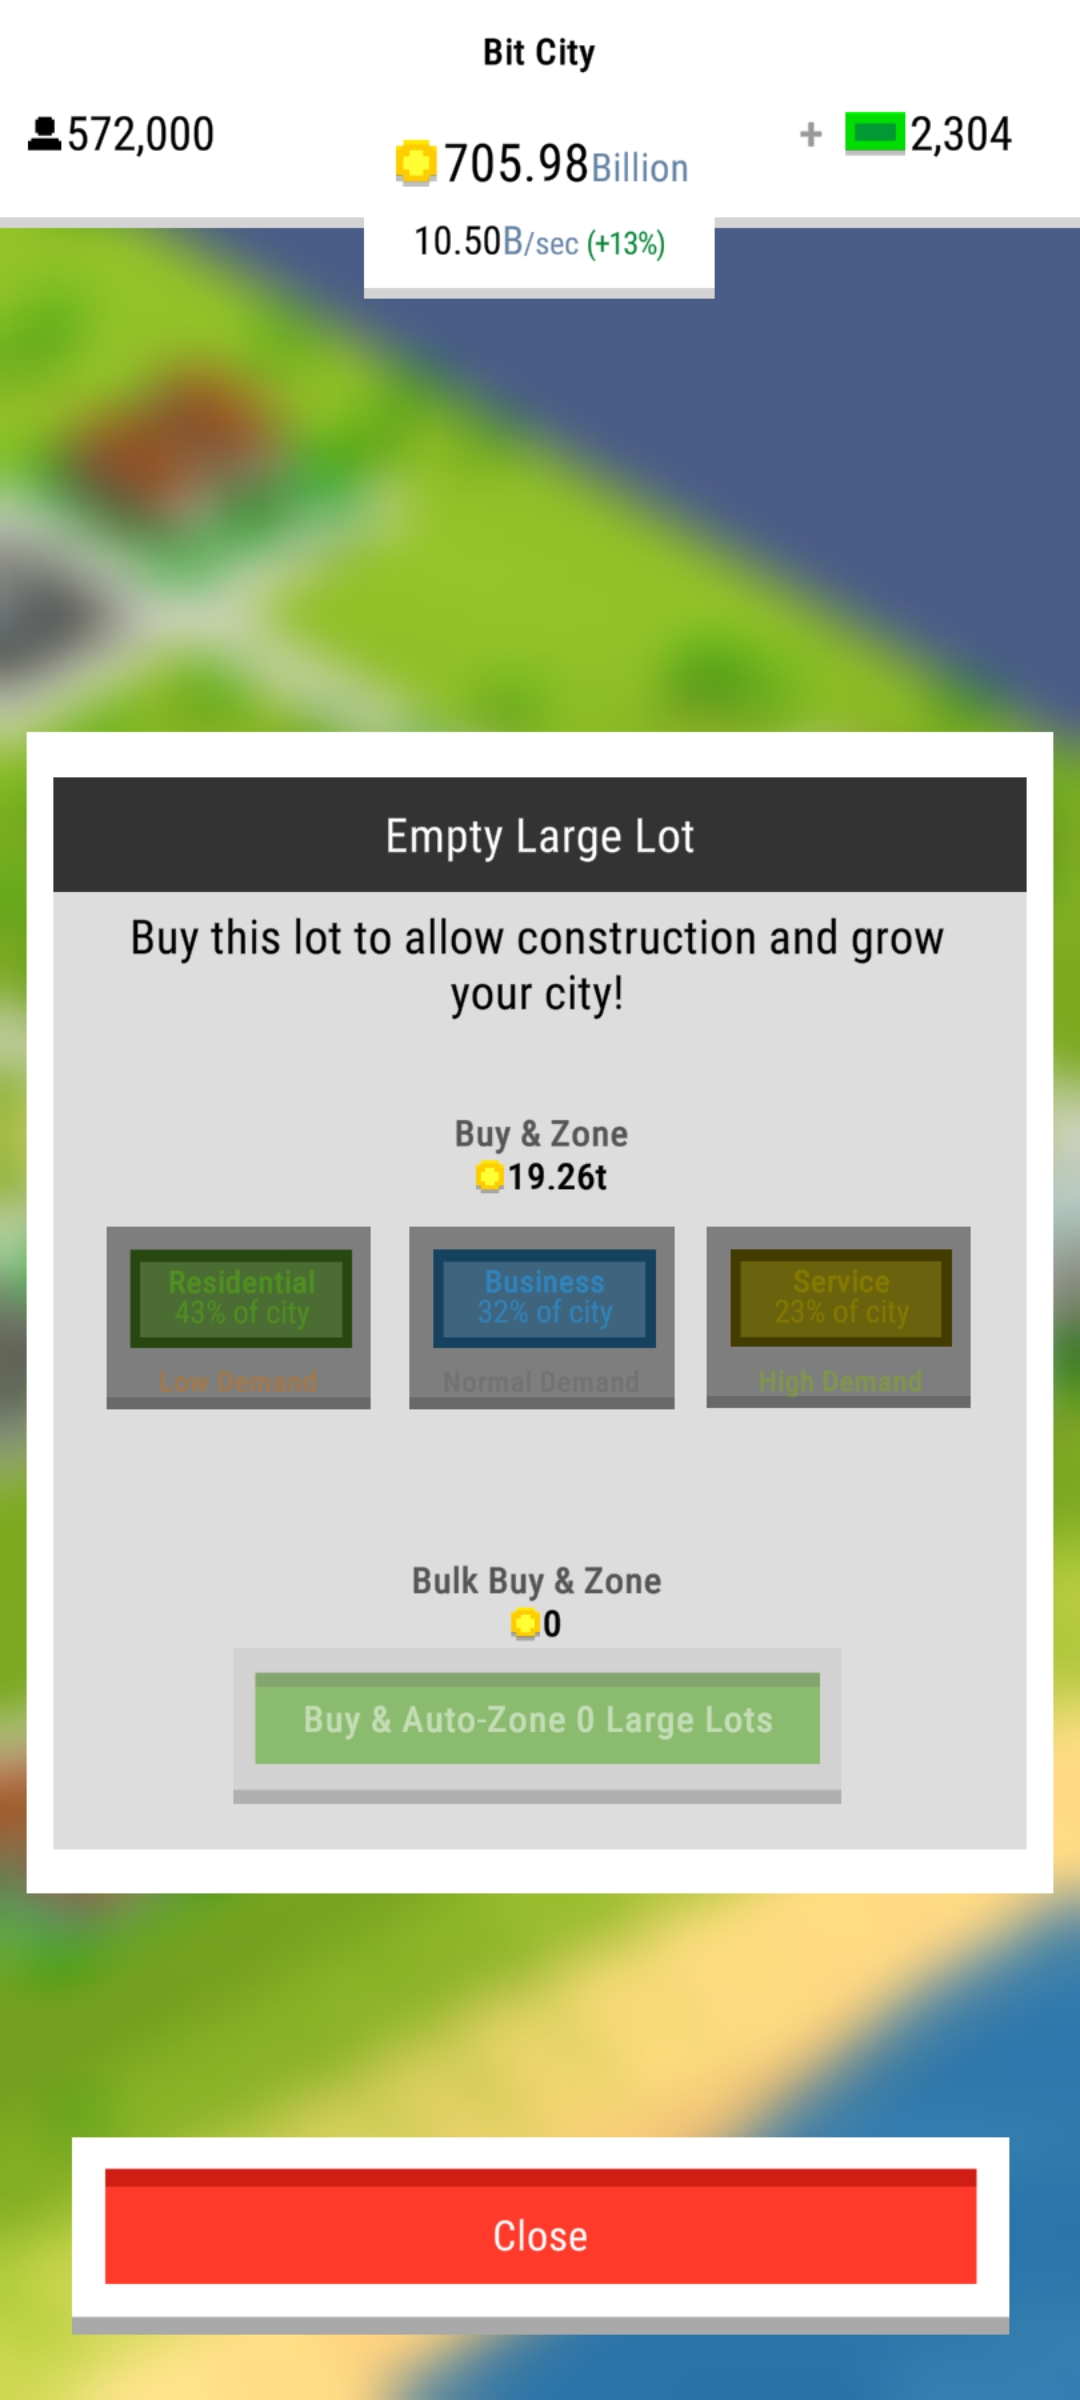 Bit City
572,000
705.98Billion
+ 2,304
10.50B/sec (+13%)
Empty Large Lot
Buy this lot to allow construction and grow
your city!
Buy & Zone
19.26t
Residential
43% of city
Low Demand
Business
32% of city
Normal Demand
Service
23% of city
High Demand
Bulk Buy & Zone
0
Buy & Auto-Zone 0 Large Lots
Close